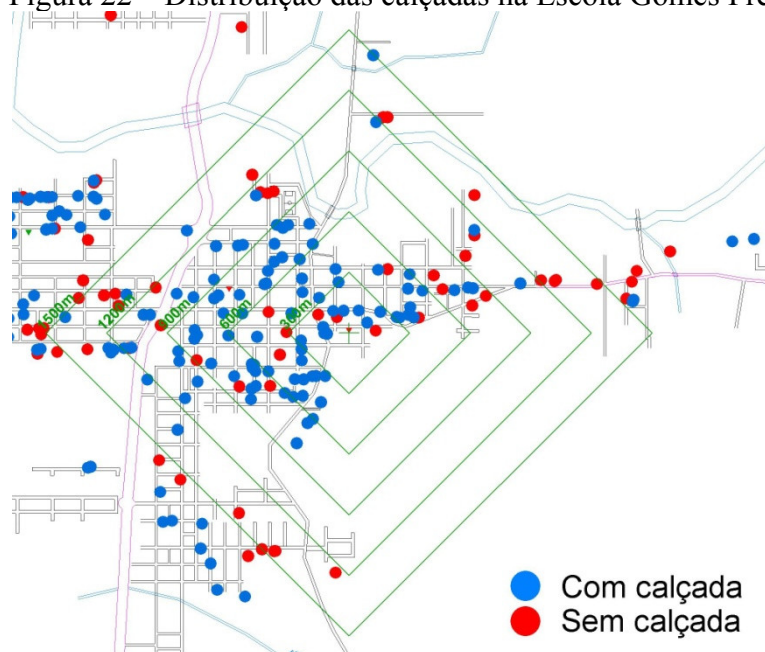 Figura 22 – Distribuição das calçadas na Escola Gomes Fre
1500m
1200m
900m
600m
300m
Com calçada
Sem calçada